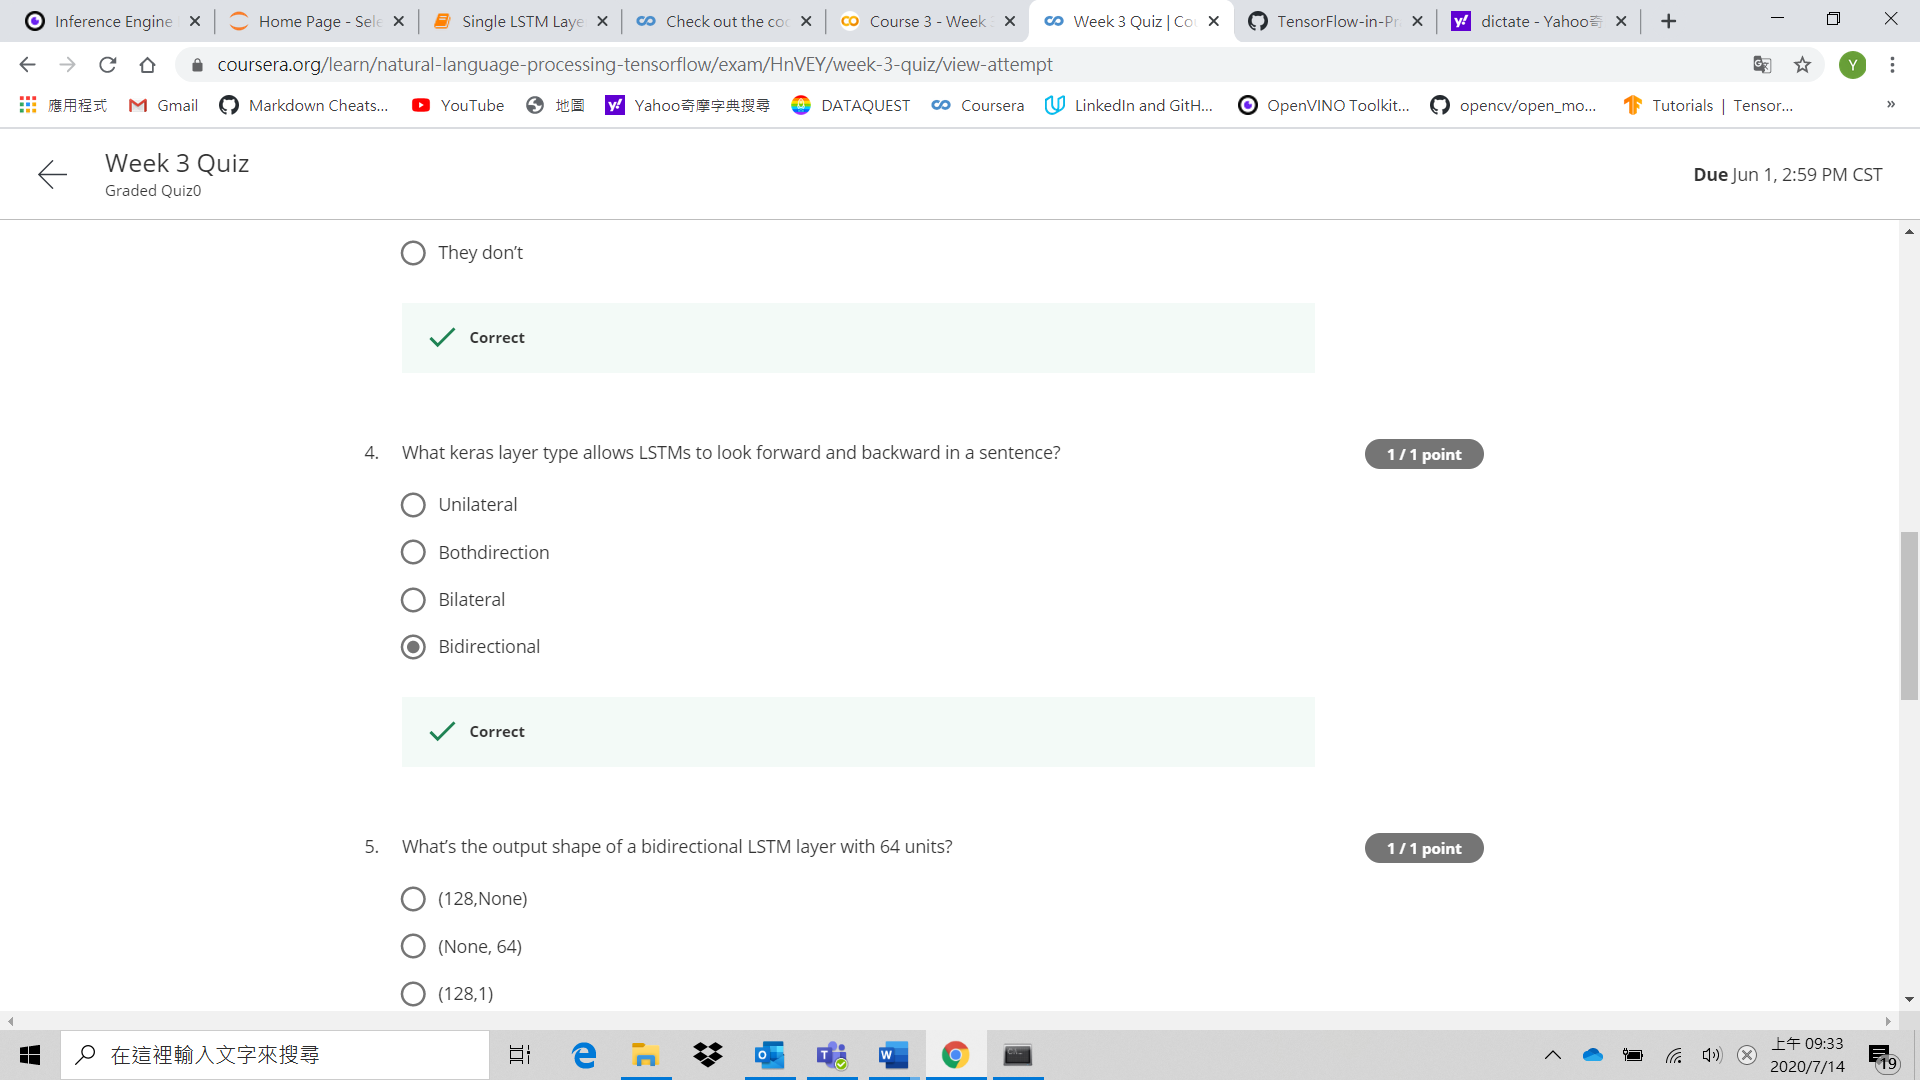 Inference Engine
Home Page - Sele
Single LSTM Laye
Check out the co
Course 3 - Week
Week 3 Quiz | Co
TensorFlow-in-Pr
dictate - Yahoo奇
coursera.org/learn/natural-language-processing-tensorflow/exam/HnVEY/week-3-quiz/view-attempt
Y
應用程式
Gmail
Markdown Cheats...
YouTube
地圖
Yahoo奇摩字典搜尋
DATAQUEST
Coursera
LinkedIn and GitH...
OpenVINO Toolkit...
opencv/open_mo...
Tutorials | Tensor...
»
Week 3 Quiz
Graded Quiz0
Due Jun 1, 2:59 PM CST
They don’t
Correct
4. What keras layer type allows LSTMs to look forward and backward in a sentence?
1 / 1 point
Unilateral
Bothdirection
Bilateral
Bidirectional
Correct
5. What’s the output shape of a bidirectional LSTM layer with 64 units?
1 / 1 point
(128,None)
(None, 64)
(128,1)
在這裡輸入文字來搜尋
上午 09:33
2020/7/14
19